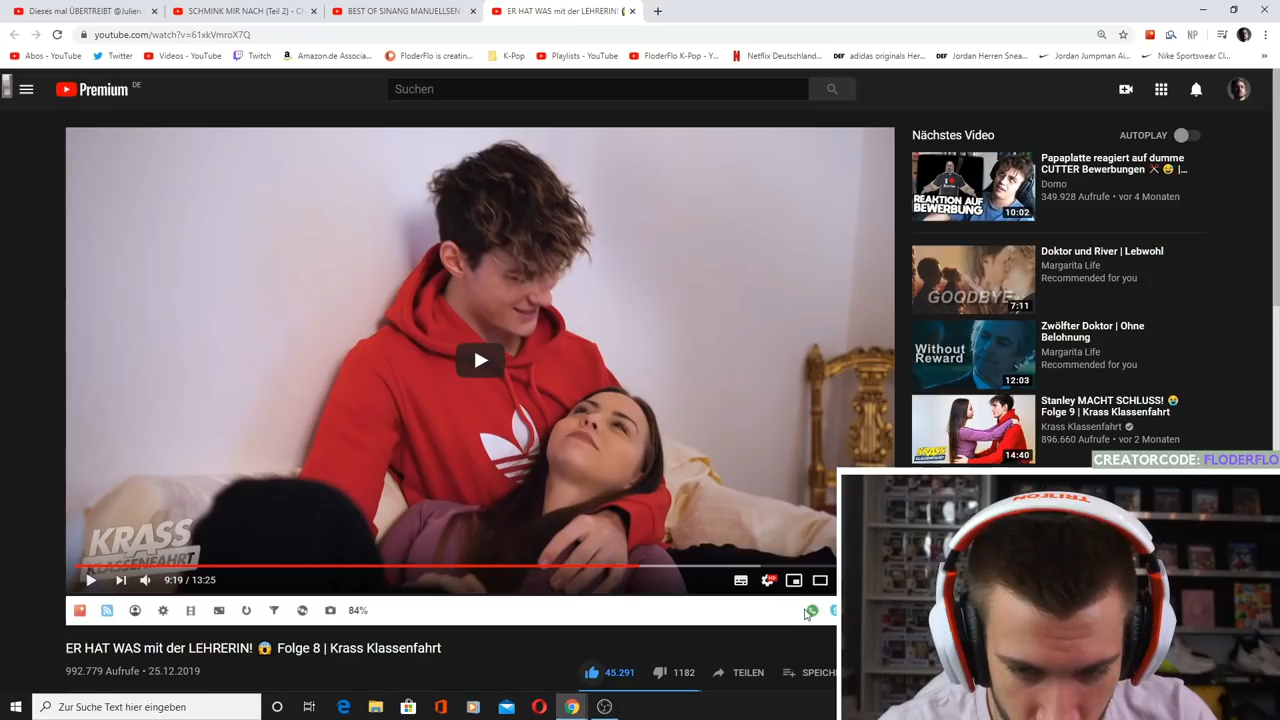 Dieses mal ÜBERTREIBT @Julien
SCHMINK MIR NACH (Teil 2) - C
BEST OF SINANG MANUELLSEN
ER HAT WAS mit der LEHRERIN!
youtube.com/watch?v=61xkVmroX7Q
Abos - YouTube
Twitter
Videos - YouTube
Twitch
Amazon.de Associa...
FloderFlo is creatin...
K-Pop
Playlists - YouTube
FloderFlo K-Pop - Y...
Netflix Deutschland...
DEF adidas originals Her...
DEF Jordan Herren Snea...
Jordan Jumpman Ai...
Nike Sportswear Cl...
NP
Premium DE
Suchen
Nächstes Video
AUTOPLAY
REAKTION AUF
BEWERBUNG
10:02
Papaplatte reagiert auf dumme
CUTTER Bewerbungen ✂ 😅 |...
Domo
349.928 Aufrufe • vor 4 Monaten
GOODBYE
7:11
Doktor und River | Lebwohl
Margarita Life
Recommended for you
Without
Reward
12:03
Zwölfter Doktor | Ohne
Belohnung
Margarita Life
Recommended for you
KRASS
14:40
Stanley MACHT SCHLUSS! 😭
Folge 9 | Krass Klassenfahrt
Krass Klassenfahrt
896.660 Aufrufe • vor 2 Monaten
CREATORCODE: FLODERFLO
TRITTON
adidas
KRASS
KLASSENFAHRT
9:19 / 13:25
HD
84%
ER HAT WAS mit der LEHRERIN! 😱 Folge 8 | Krass Klassenfahrt
992.779 Aufrufe • 25.12.2019
45.291
1182
TEILEN
SPEICHE
Zur Suche Text hier eingeben